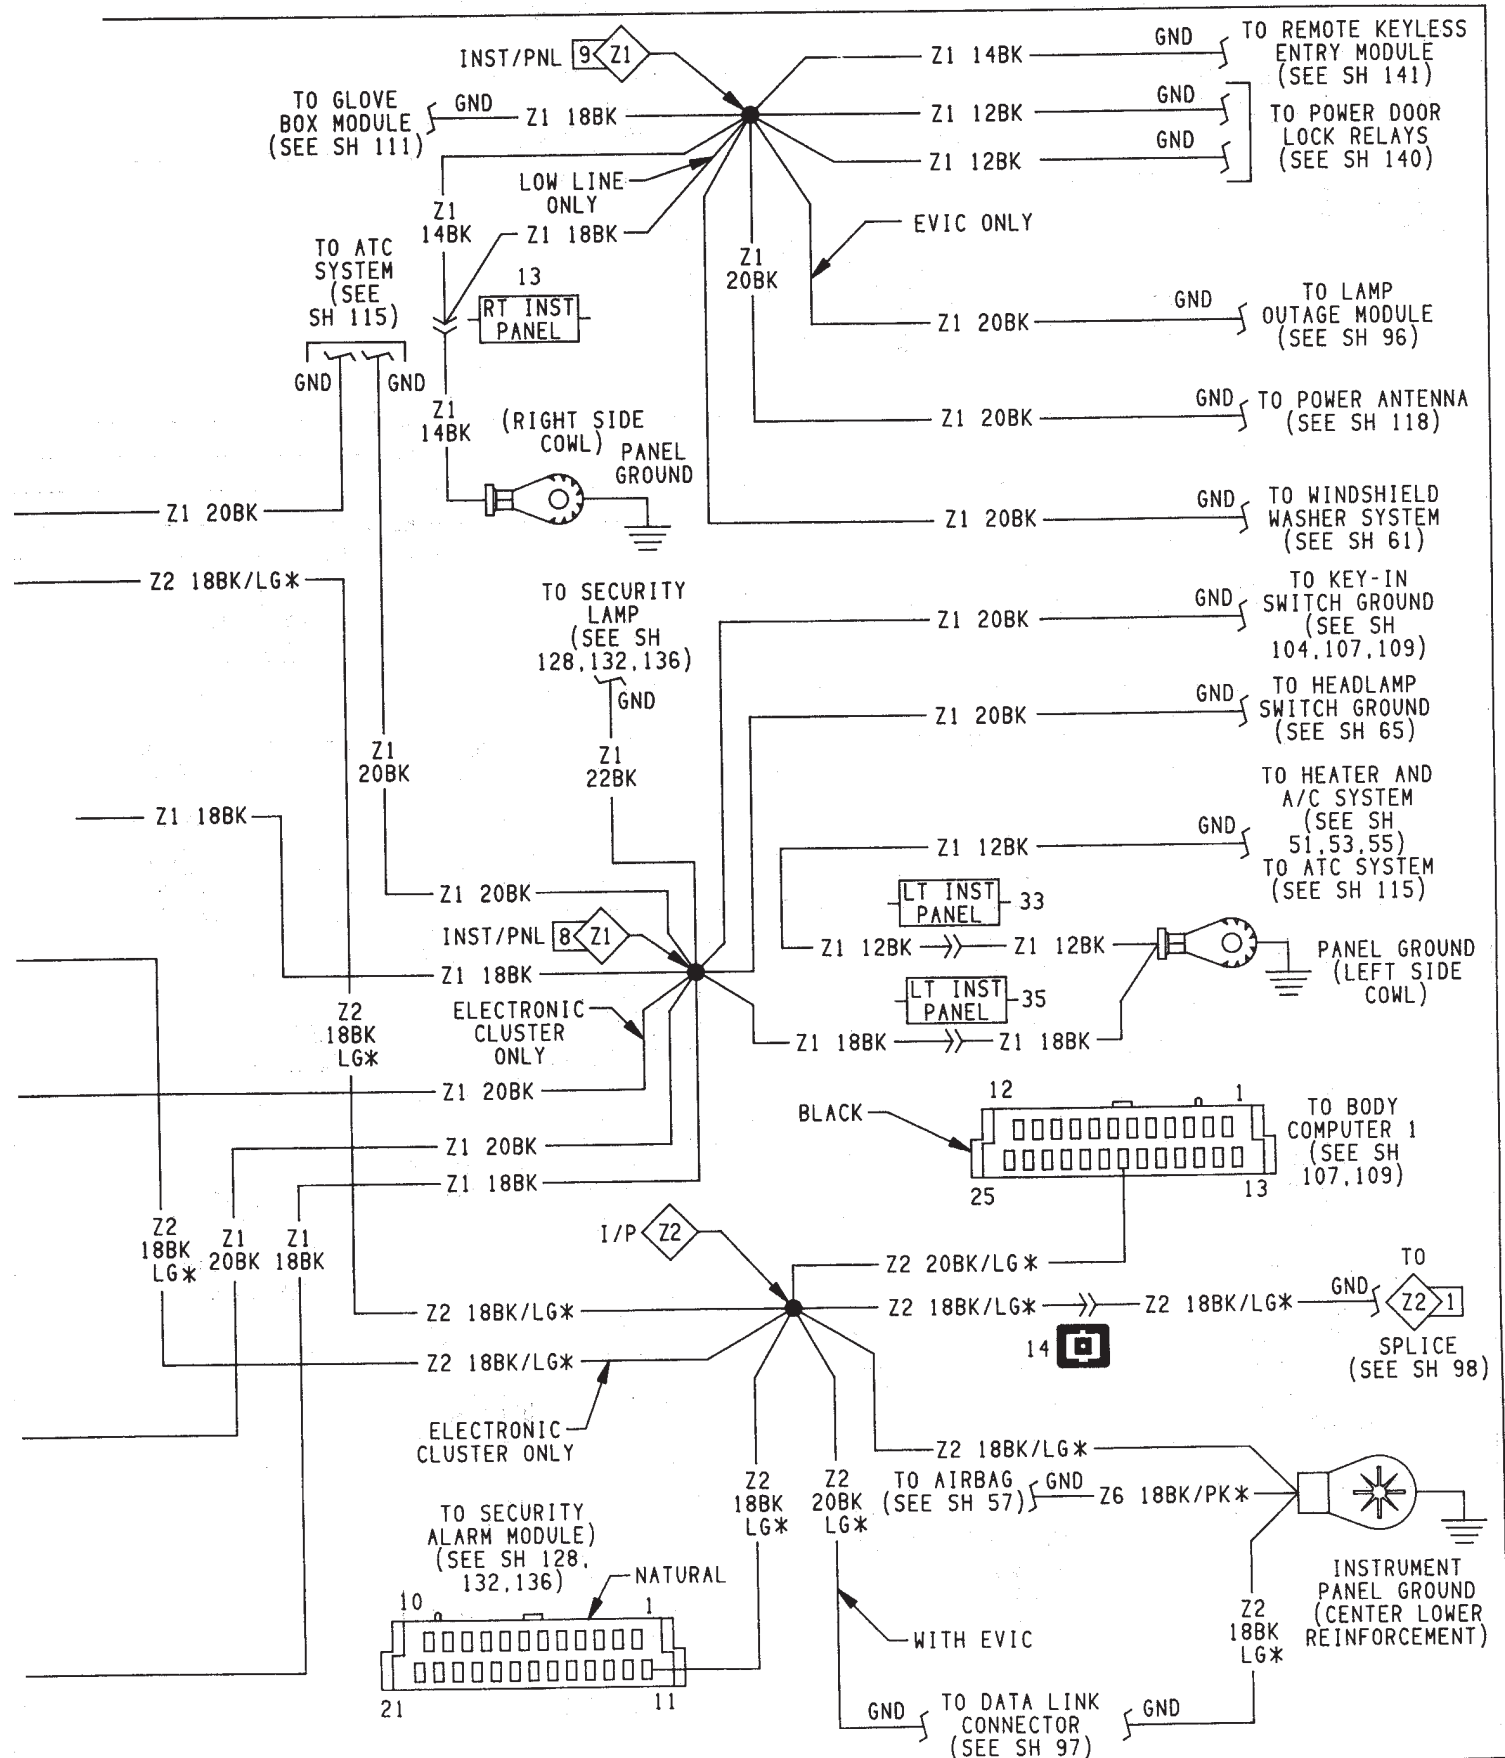 INST/PNL 9 Z1
Z1 14BK
GND
TO REMOTE KEYLESS
ENTRY MODULE
(SEE SH 141)
TO GLOVE
BOX MODULE
(SEE SH 111)
GND
Z1 18BK
Z1 12BK
GND
Z1 12BK
GND
TO POWER DOOR
LOCK RELAYS
(SEE SH 140)
LOW LINE
ONLY
Z1
14BK
Z1 18BK
EVIC ONLY
TO ATC
SYSTEM
(SEE
SH 115)
GND
GND
13
RT INST
PANEL
Z1
20BK
Z1 20BK
GND
TO LAMP
OUTAGE MODULE
(SEE SH 96)
Z1
14BK
(RIGHT SIDE
COWL)
PANEL
GROUND
Z1 20BK
GND
TO POWER ANTENNA
(SEE SH 118)
Z1 20BK
Z1 20BK
GND
TO WINDSHIELD
WASHER SYSTEM
(SEE SH 61)
Z2 18BK/LG*
TO SECURITY
LAMP
(SEE SH
128,132,136)
GND
Z1 20BK
GND
TO KEY-IN
SWITCH GROUND
(SEE SH
104,107,109)
Z1 20BK
GND
TO HEADLAMP
SWITCH GROUND
(SEE SH 65)
Z1
20BK
Z1
22BK
Z1 18BK
Z1 12BK
GND
TO HEATER AND
A/C SYSTEM
(SEE SH
51,53,55)
TO ATC SYSTEM
(SEE SH 115)
Z1 20BK
LT INST
PANEL
33
INST/PNL 8 Z1
Z1 12BK
Z1 12BK
PANEL GROUND
(LEFT SIDE
COWL)
Z1 18BK
LT INST
PANEL
35
Z2
18BK
LG*
ELECTRONIC
CLUSTER
ONLY
Z1 18BK
Z1 18BK
Z1 20BK
BLACK
12
1
25
13
TO BODY
COMPUTER 1
(SEE SH
107,109)
Z1 20BK
Z1 18BK
Z2
18BK
LG*
Z1
20BK
Z1
18BK
I/P Z2
Z2 20BK/LG*
Z2 18BK/LG*
Z2 18BK/LG*
Z2 18BK/LG*
GND
TO
Z2 1
SPLICE
(SEE SH 98)
14
Z2 18BK/LG*
ELECTRONIC
CLUSTER ONLY
Z2 18BK/LG*
Z2
18BK
LG*
Z2
20BK
LG*
TO AIRBAG
(SEE SH 57)
GND
Z6 18BK/PK*
TO SECURITY
ALARM MODULE)
(SEE SH 128,
132,136)
NATURAL
10
1
21
11
WITH EVIC
Z2
18BK
LG*
INSTRUMENT
PANEL GROUND
(CENTER LOWER
REINFORCEMENT)
GND
TO DATA LINK
CONNECTOR
(SEE SH 97)
GND